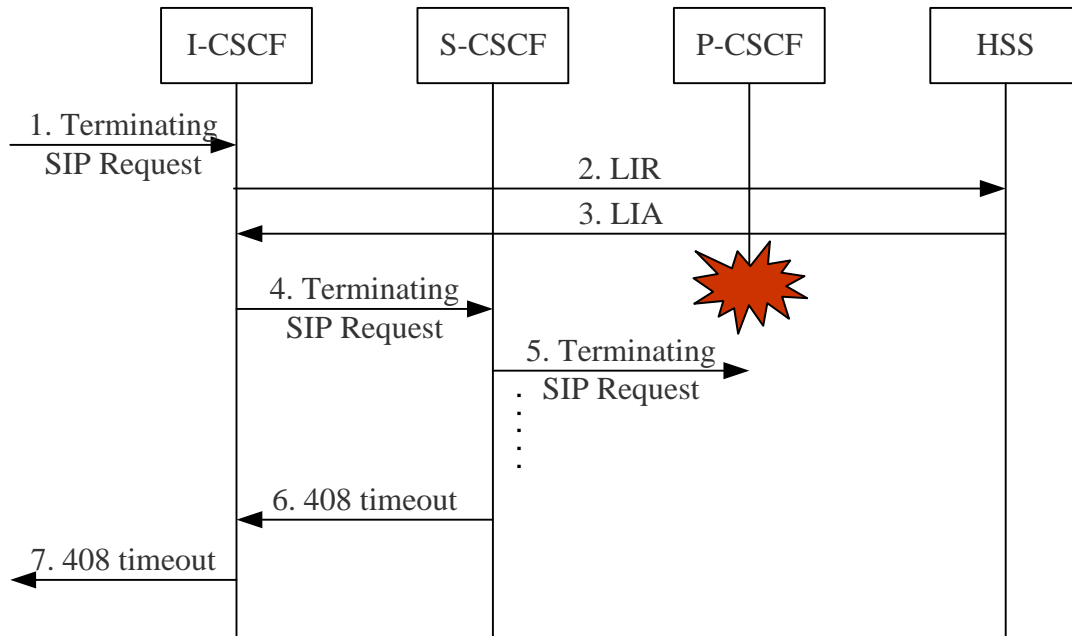 I-CSCF
S-CSCF
P-CSCF
HSS
1. Terminating
SIP Request
2. LIR
3. LIA
4. Terminating
SIP Request
5. Terminating
SIP Request
6. 408 timeout
7. 408 timeout